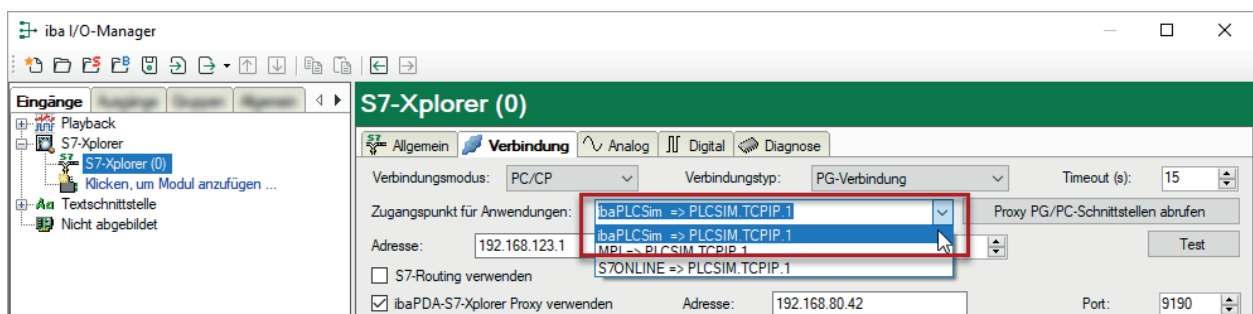 iba I/O-Manager
Eingänge
Playback
S7-Xplorer
S7-Xplorer (0)
Klicken, um Modul anzufügen ...
Textschnittstelle
Nicht abgebildet
S7-Xplorer (0)
Allgemein Verbindung Analog Digital Diagnose
Verbindungsmodus: PC/CP Verbindungstyp: PG-Verbindung Timeout (s): 15
Zugangspunkt für Anwendungen: ibaPLCSim => PLCSIM.TCPIP.1 Proxy PG/PC-Schnittstellen abrufen
ibaPLCSim => PLCSIM.TCPIP.1
Adresse: 192.168.123.1 MPI => PLCSIM.TCPIP.1 Test
S7ONLINE => PLCSIM.TCPIP.1
S7-Routing verwenden
ibaPDA-S7-Xplorer Proxy verwenden Adresse: 192.168.80.42 Port: 9190